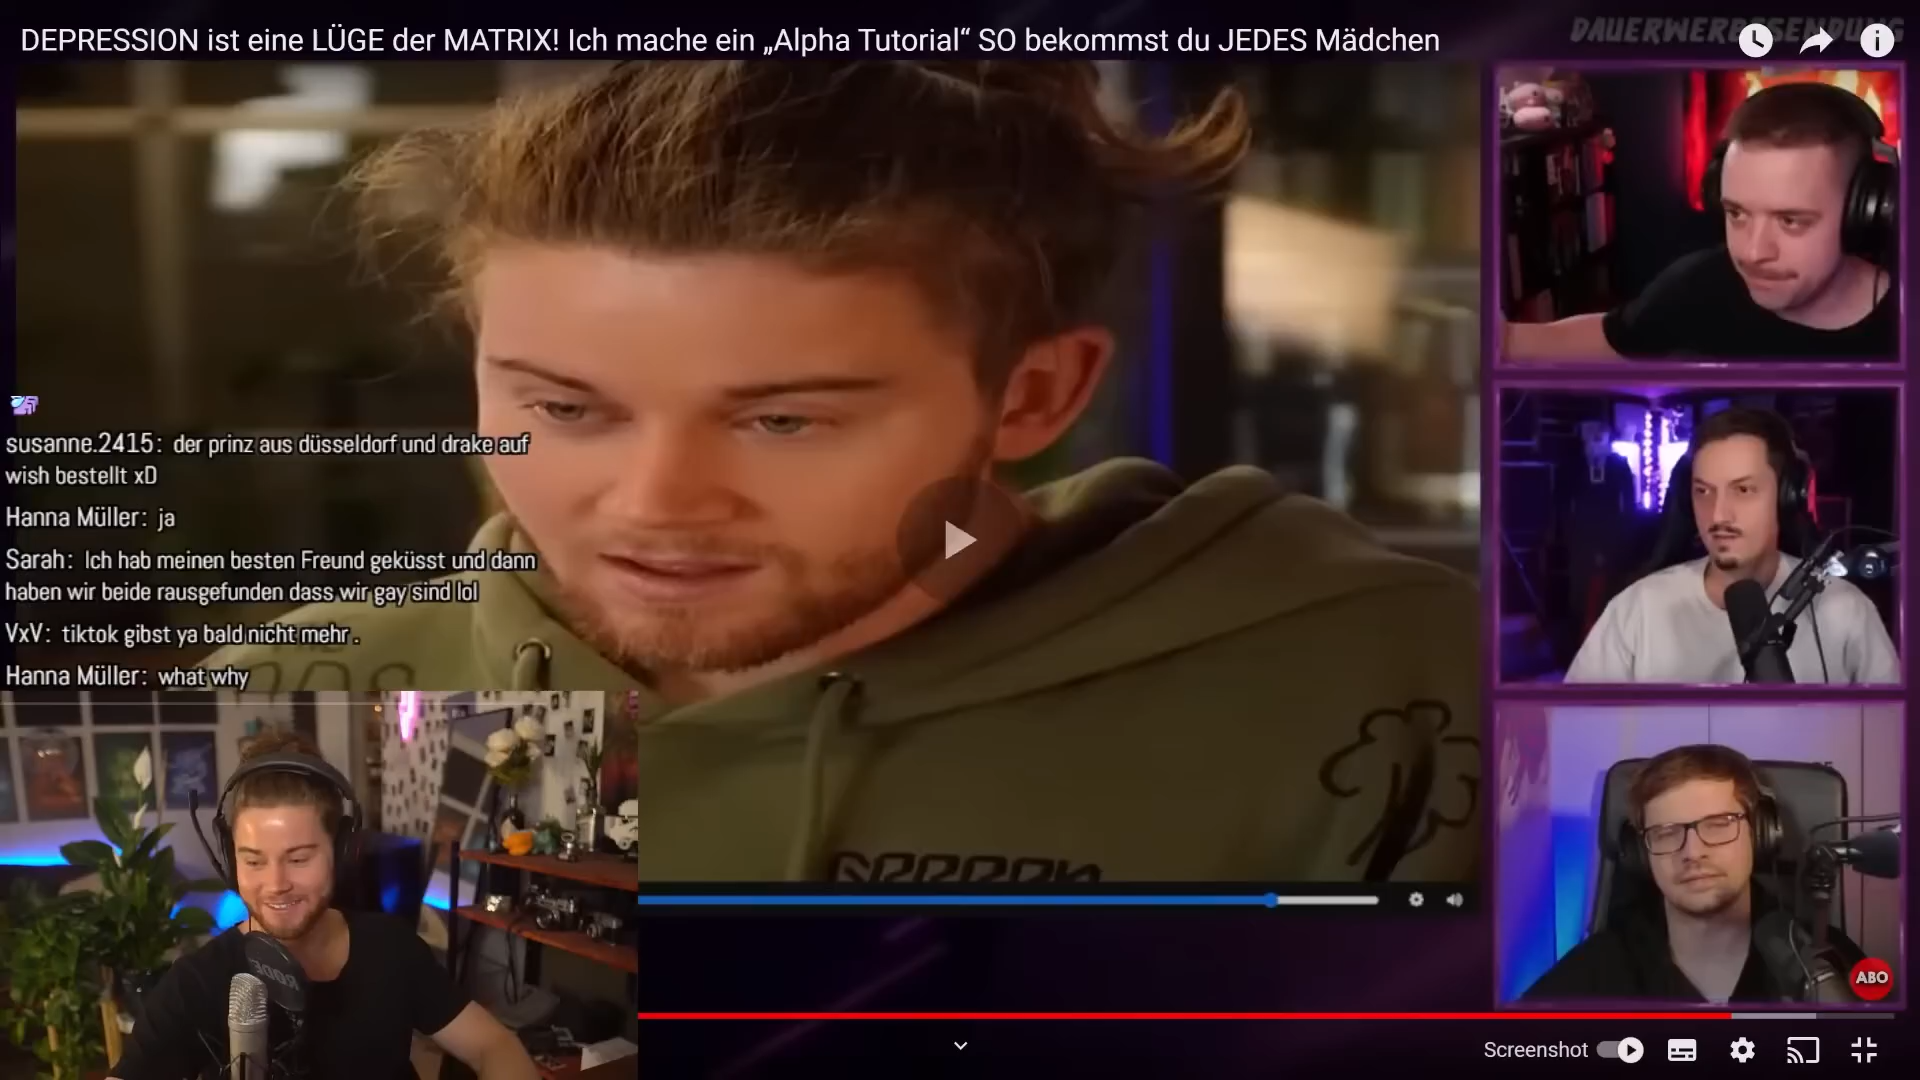 DEPRESSION ist eine LÜGE der MATRIX! Ich mache ein „Alpha Tutorial“ SO bekommst du JEDES Mädchen
DAUERWERBESENDUNG
susanne.2415: der prinz aus düsseldorf und drake auf
wish bestellt xD
Hanna Müller: ja
Sarah: Ich hab meinen besten Freund geküsst und dann
haben wir beide rausgefunden dass wir gay sind lol
VxV: tiktok gibst ya bald nicht mehr .
Hanna Müller: what why
RODE
ABO
Screenshot